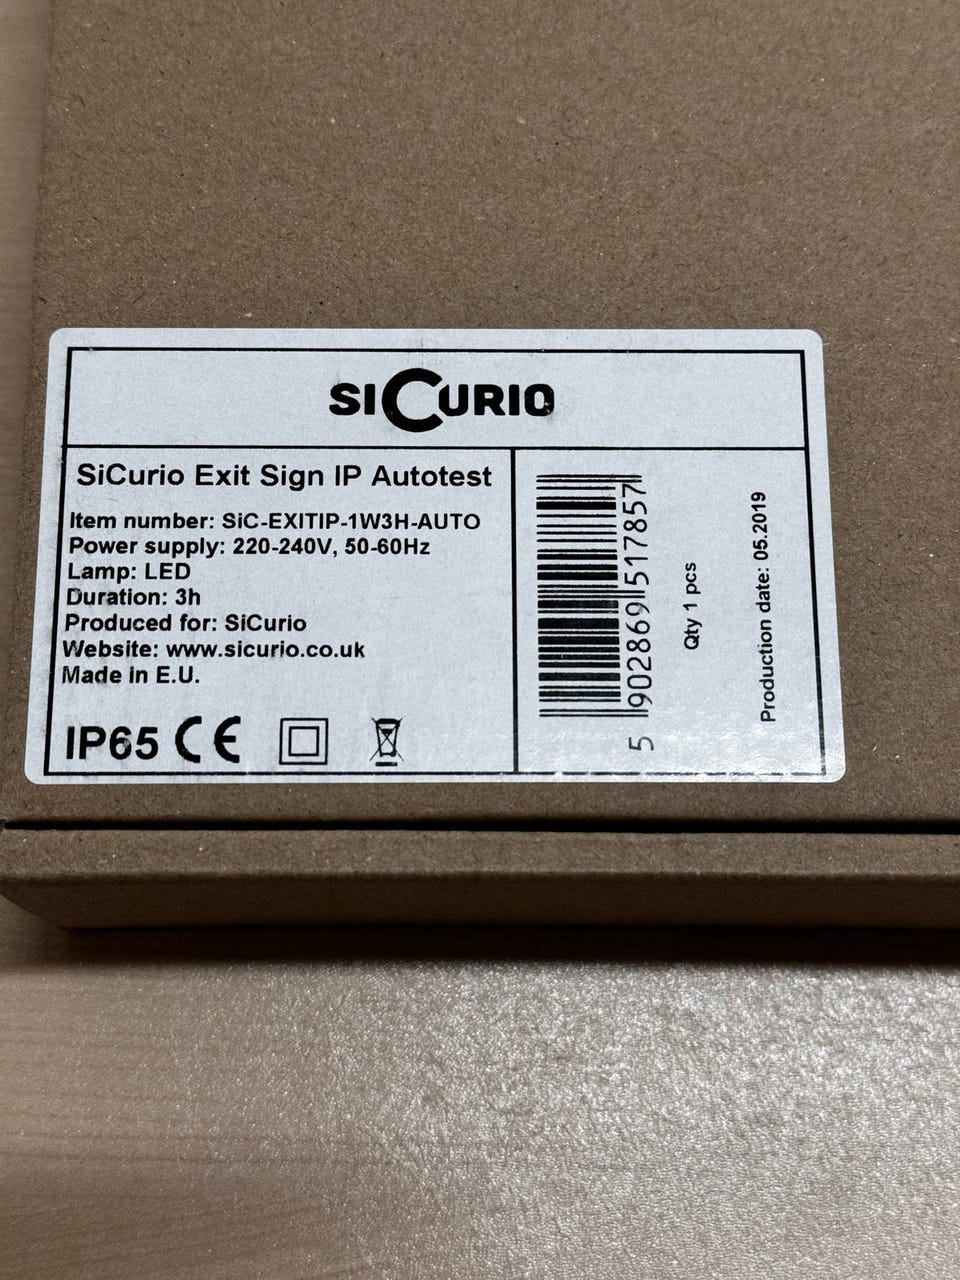 SICURIO
SiCurio Exit Sign IP Autotest
Item number: SiC-EXITIP-1W3H-AUTO
Power supply: 220-240V, 50-60Hz
Lamp: LED
Duration: 3h
Produced for: SiCurio
Website: www.sicurio.co.uk
Made in E.U.
IP65 CE
5 902869 517857
Qty 1 pcs
Production date: 05.2019